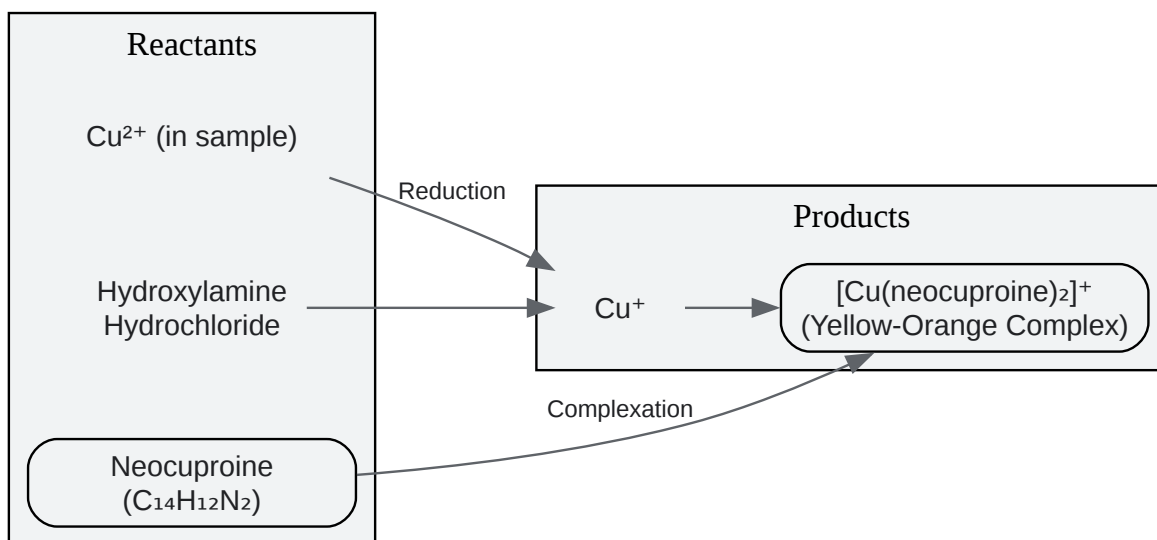 Reactants
Cu²⁺ (in sample)
Reduction
Products
Hydroxylamine
Hydrochloride
Cu⁺
[Cu(neocuproine)₂]⁺
(Yellow-Orange Complex)
Complexation
Neocuproine
(C₁₄H₁₂N₂)